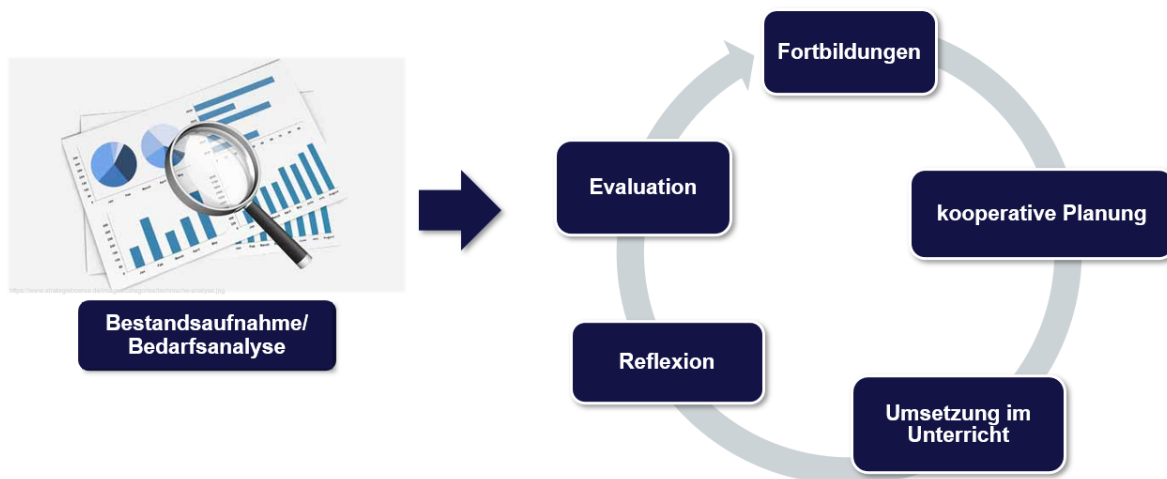 Bestandsaufnahme/
Bedarfsanalyse
Fortbildungen
kooperative Planung
Umsetzung im
Unterricht
Reflexion
Evaluation